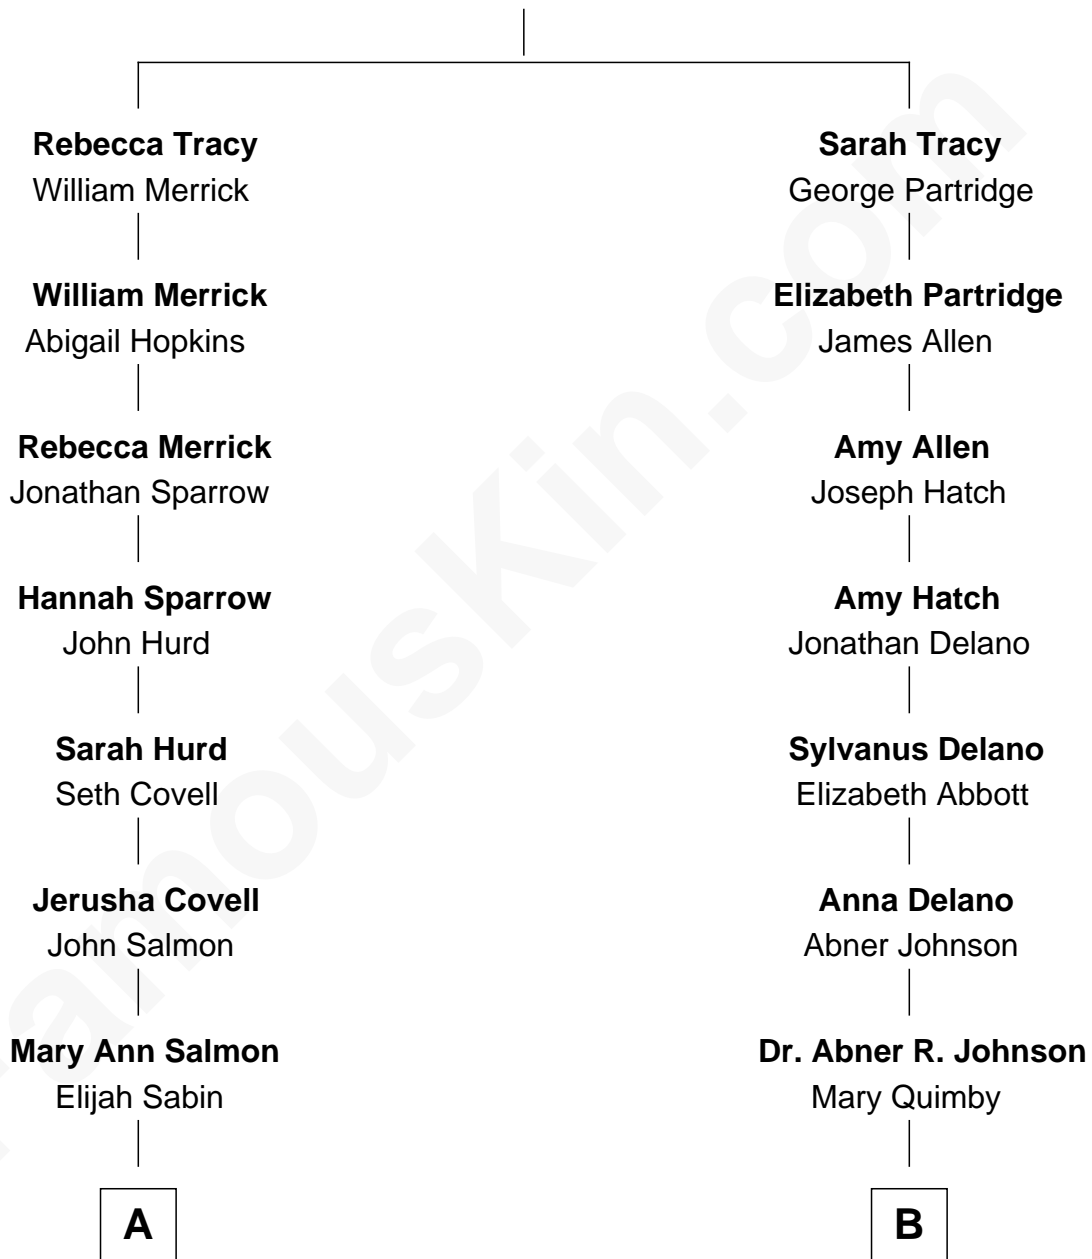 Rebecca Tracy
William Merrick
William Merrick
Abigail Hopkins
Rebecca Merrick
Jonathan Sparrow
Hannah Sparrow
John Hurd
Sarah Hurd
Seth Covell
Jerusha Covell
John Salmon
Mary Ann Salmon
Elijah Sabin
A
Sarah Tracy
George Partridge
Elizabeth Partridge
James Allen
Amy Allen
Joseph Hatch
Amy Hatch
Jonathan Delano
Sylvanus Delano
Elizabeth Abbott
Anna Delano
Abner Johnson
Dr. Abner R. Johnson
Mary Quimby
B
FamousKin.com